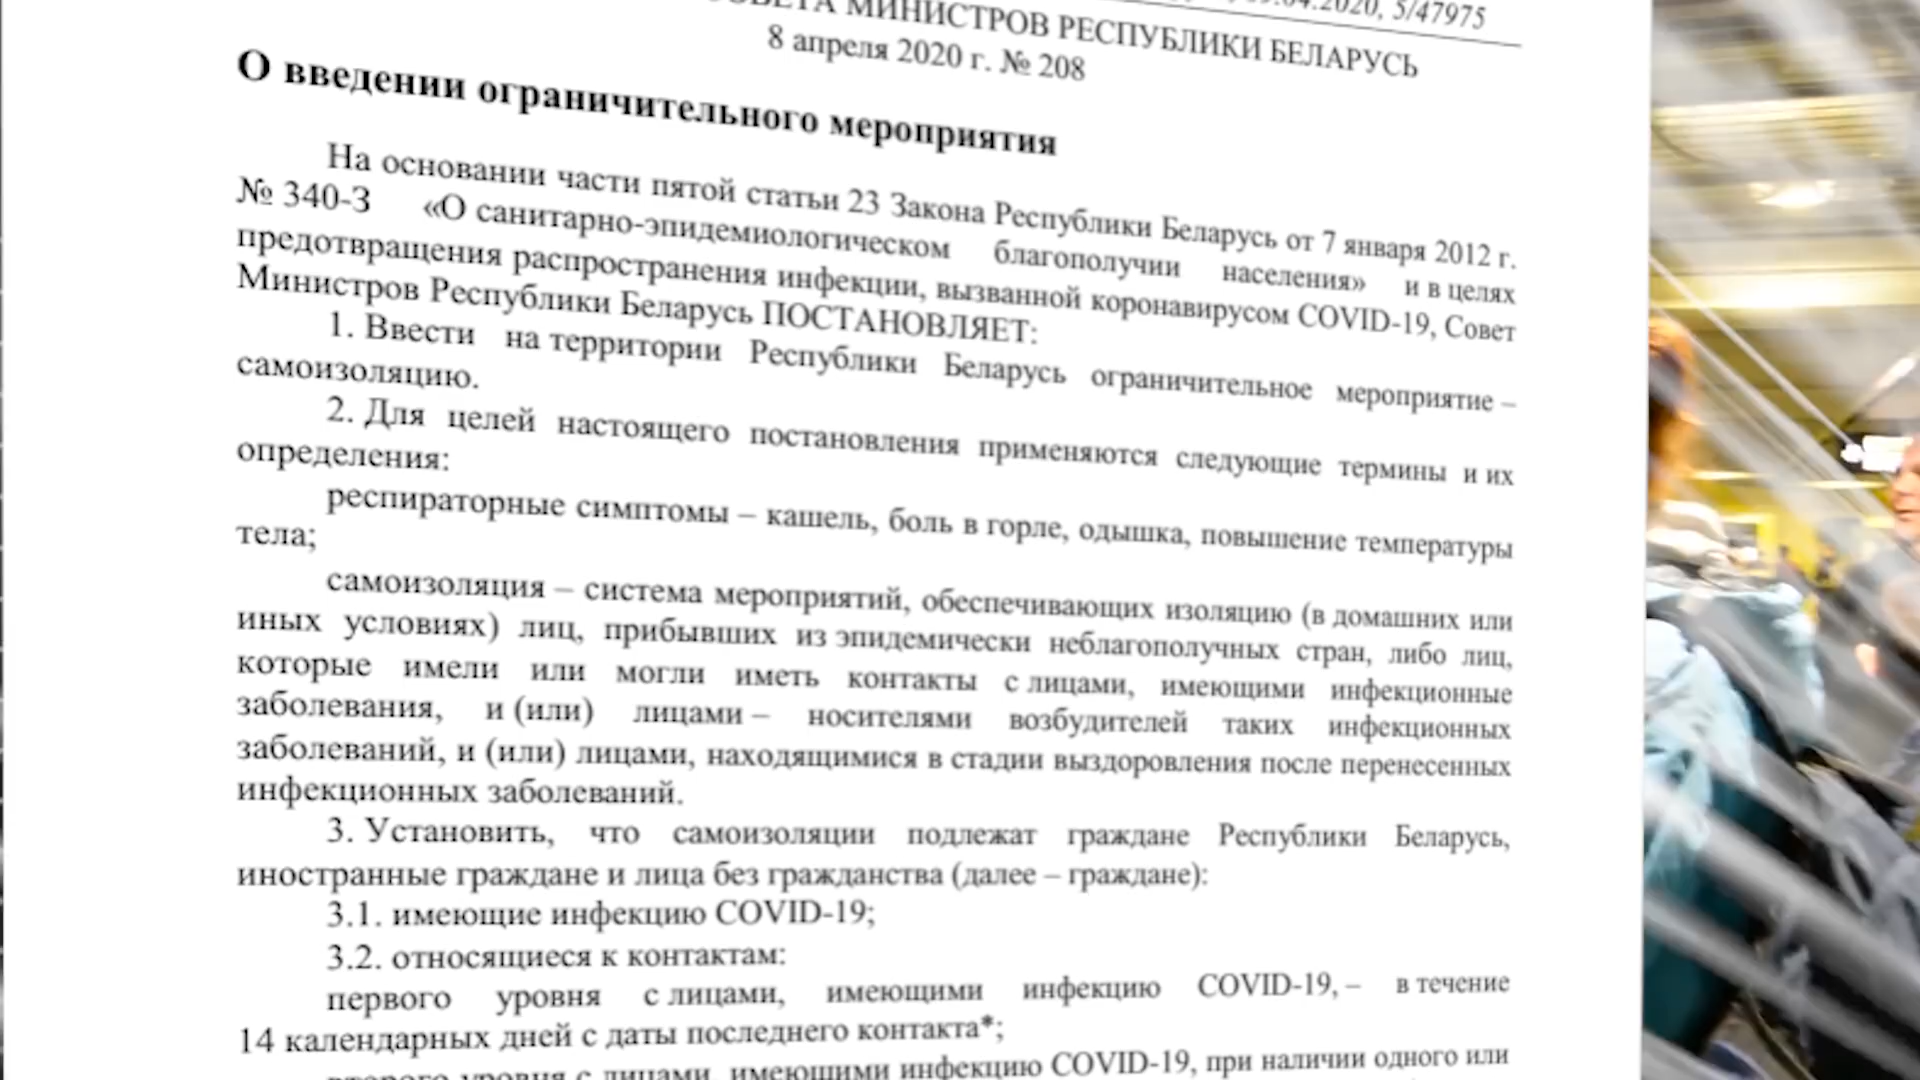 .04.2020, 5/47975
СОВЕТА МИНИСТРОВ РЕСПУБЛИКИ БЕЛАРУСЬ
8 апреля 2020 г. № 208
О введении ограничительного мероприятия
На основании части пятой статьи 23 Закона Республики Беларусь от 7 января 2012 г.
№ 340-З «О санитарно-эпидемиологическом благополучии населения» и в целях
предотвращения распространения инфекции, вызванной коронавирусом COVID-19, Совет
Министров Республики Беларусь ПОСТАНОВЛЯЕТ:
1. Ввести на территории Республики Беларусь ограничительное мероприятие –
самоизоляцию.
2. Для целей настоящего постановления применяются следующие термины и их
определения:
респираторные симптомы – кашель, боль в горле, одышка, повышение температуры
тела;
самоизоляция – система мероприятий, обеспечивающих изоляцию (в домашних или
иных условиях) лиц, прибывших из эпидемически неблагополучных стран, либо лиц,
которые имели или могли иметь контакты с лицами, имеющими инфекционные
заболевания, и (или) лицами – носителями возбудителей таких инфекционных
заболеваний, и (или) лицами, находящимися в стадии выздоровления после перенесенных
инфекционных заболеваний.
3. Установить, что самоизоляции подлежат граждане Республики Беларусь,
иностранные граждане и лица без гражданства (далее – граждане):
3.1. имеющие инфекцию COVID-19;
3.2. относящиеся к контактам:
первого уровня с лицами, имеющими инфекцию COVID-19, – в течение
14 календарных дней с даты последнего контакта*;
второго уровня с лицами, имеющими инфекцию COVID-19, при наличии одного или